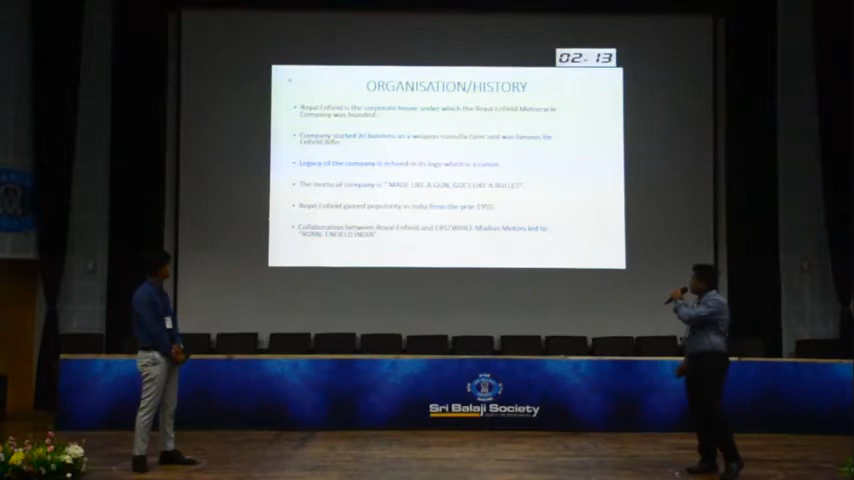 02:13
ORGANISATION/HISTORY
• Royal Enfield is the corporate house under which the Royal Enfield Motorcycle
Company was founded.
• Company started its business as a weapon manufacturer and was famous for
Enfield Rifle.
• Legacy of the company is echoed in its logo which is a canon.
• The motto of company is " MADE LIKE A GUN, GOES LIKE A BULLET".
• Royal Enfield gained popularity in India from the year 1955.
• Collaboration between Royal Enfield and ERSTWHILE Madras Motors led to
"ROYAL ENFIELD INDIA"
Sri Balaji Society